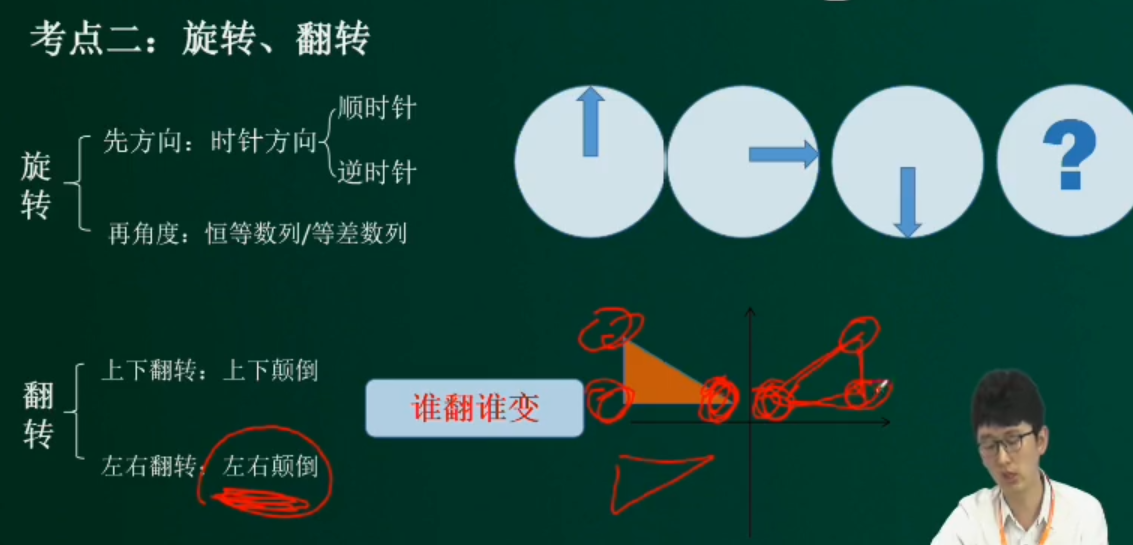 考点二：旋转、翻转
旋转
先方向：时针方向
顺时针
逆时针
再角度：恒等数列/等差数列
?
翻转
上下翻转：上下颠倒
左右翻转：左右颠倒
谁翻谁变